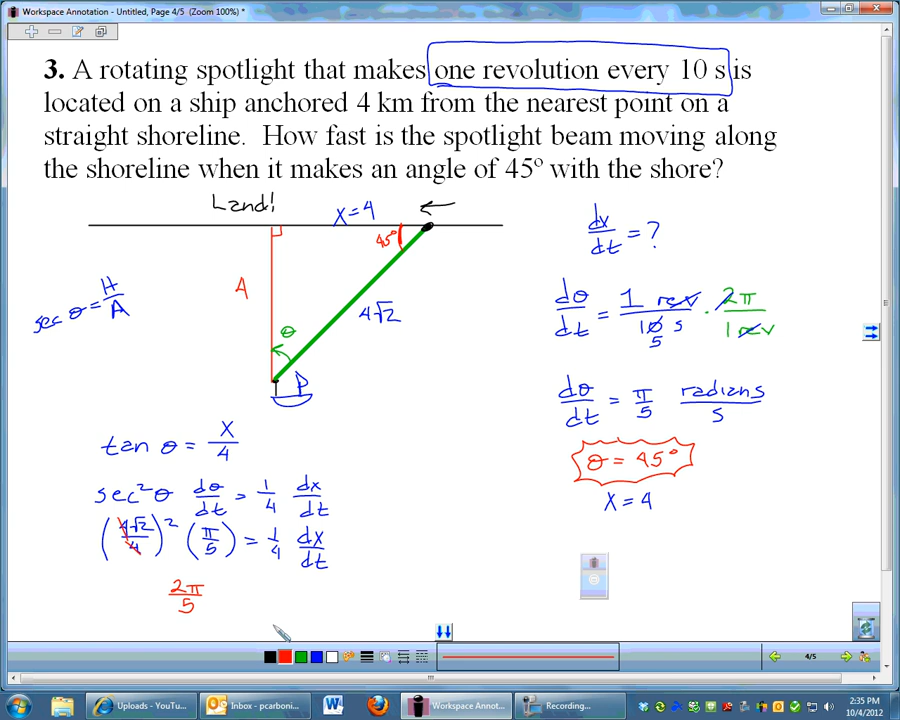 Workspace Annotation - Untitled, Page 4/5 (Zoom 100%) *
3. A rotating spotlight that makes one revolution every 10 s is
located on a ship anchored 4 km from the nearest point on a
straight shoreline. How fast is the spotlight beam moving along
the shoreline when it makes an angle of 45º with the shore?
Land!
x=4
45°
A
4√2
θ
P
sec θ = H/A
tan θ = x/4
sec²θ dθ/dt = 1/4 dx/dt
(4√2/4)² (π/5) = 1/4 dx/dt
2π/5
dx/dt = ?
dθ/dt = 1 rev/10 s · 2π/1 rev
5
dθ/dt = π/5 radians/s
θ = 45°
x = 4
4/5
Uploads - YouTu...
Inbox - pcarboni...
Workspace Annot...
Recording...
2:35 PM
10/4/2012